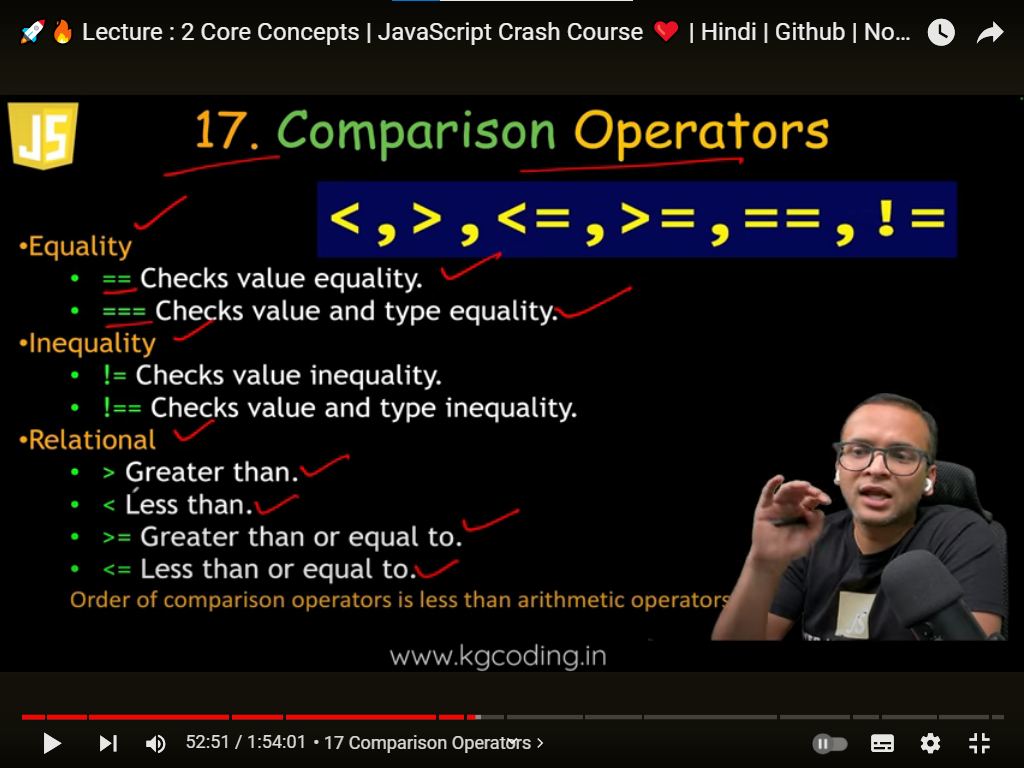 🚀🔥 Lecture : 2 Core Concepts | JavaScript Crash Course ❤️ | Hindi | Github | No...
JS
17. Comparison Operators
<,>,<=,>=,==,!=
•Equality
• == Checks value equality.
• === Checks value and type equality.
•Inequality
• != Checks value inequality.
• !== Checks value and type inequality.
•Relational
• > Greater than.
• < Less than.
• >= Greater than or equal to.
• <= Less than or equal to.
Order of comparison operators is less than arithmetic operators
JS
www.kgcoding.in
52:51 / 1:54:01 • 17 Comparison Operators >